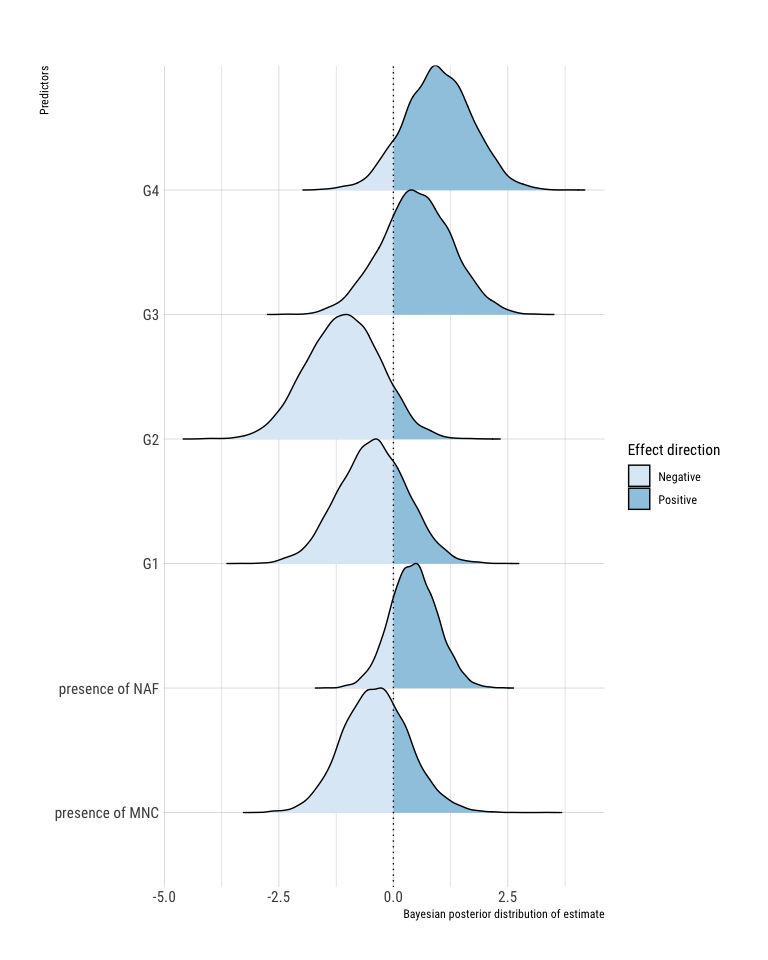 Predictors
G4
G3
G2
G1
presence of NAF
presence of MNC
-5.0 -2.5 0.0 2.5
Bayesian posterior distribution of estimate
Effect direction
Negative
Positive